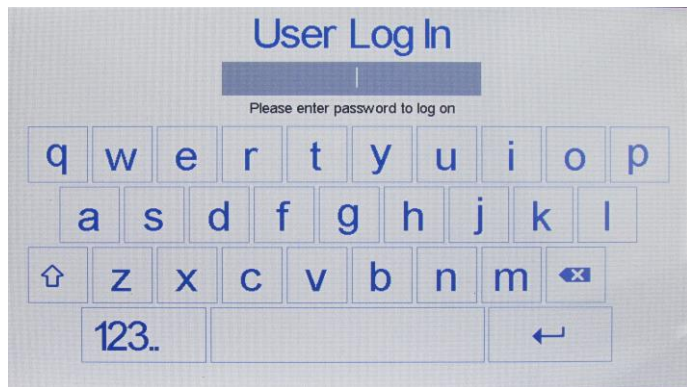 User Log In
Please enter password to log on
q w e r t y u i o p
a s d f g h j k l
z x c v b n m
123..